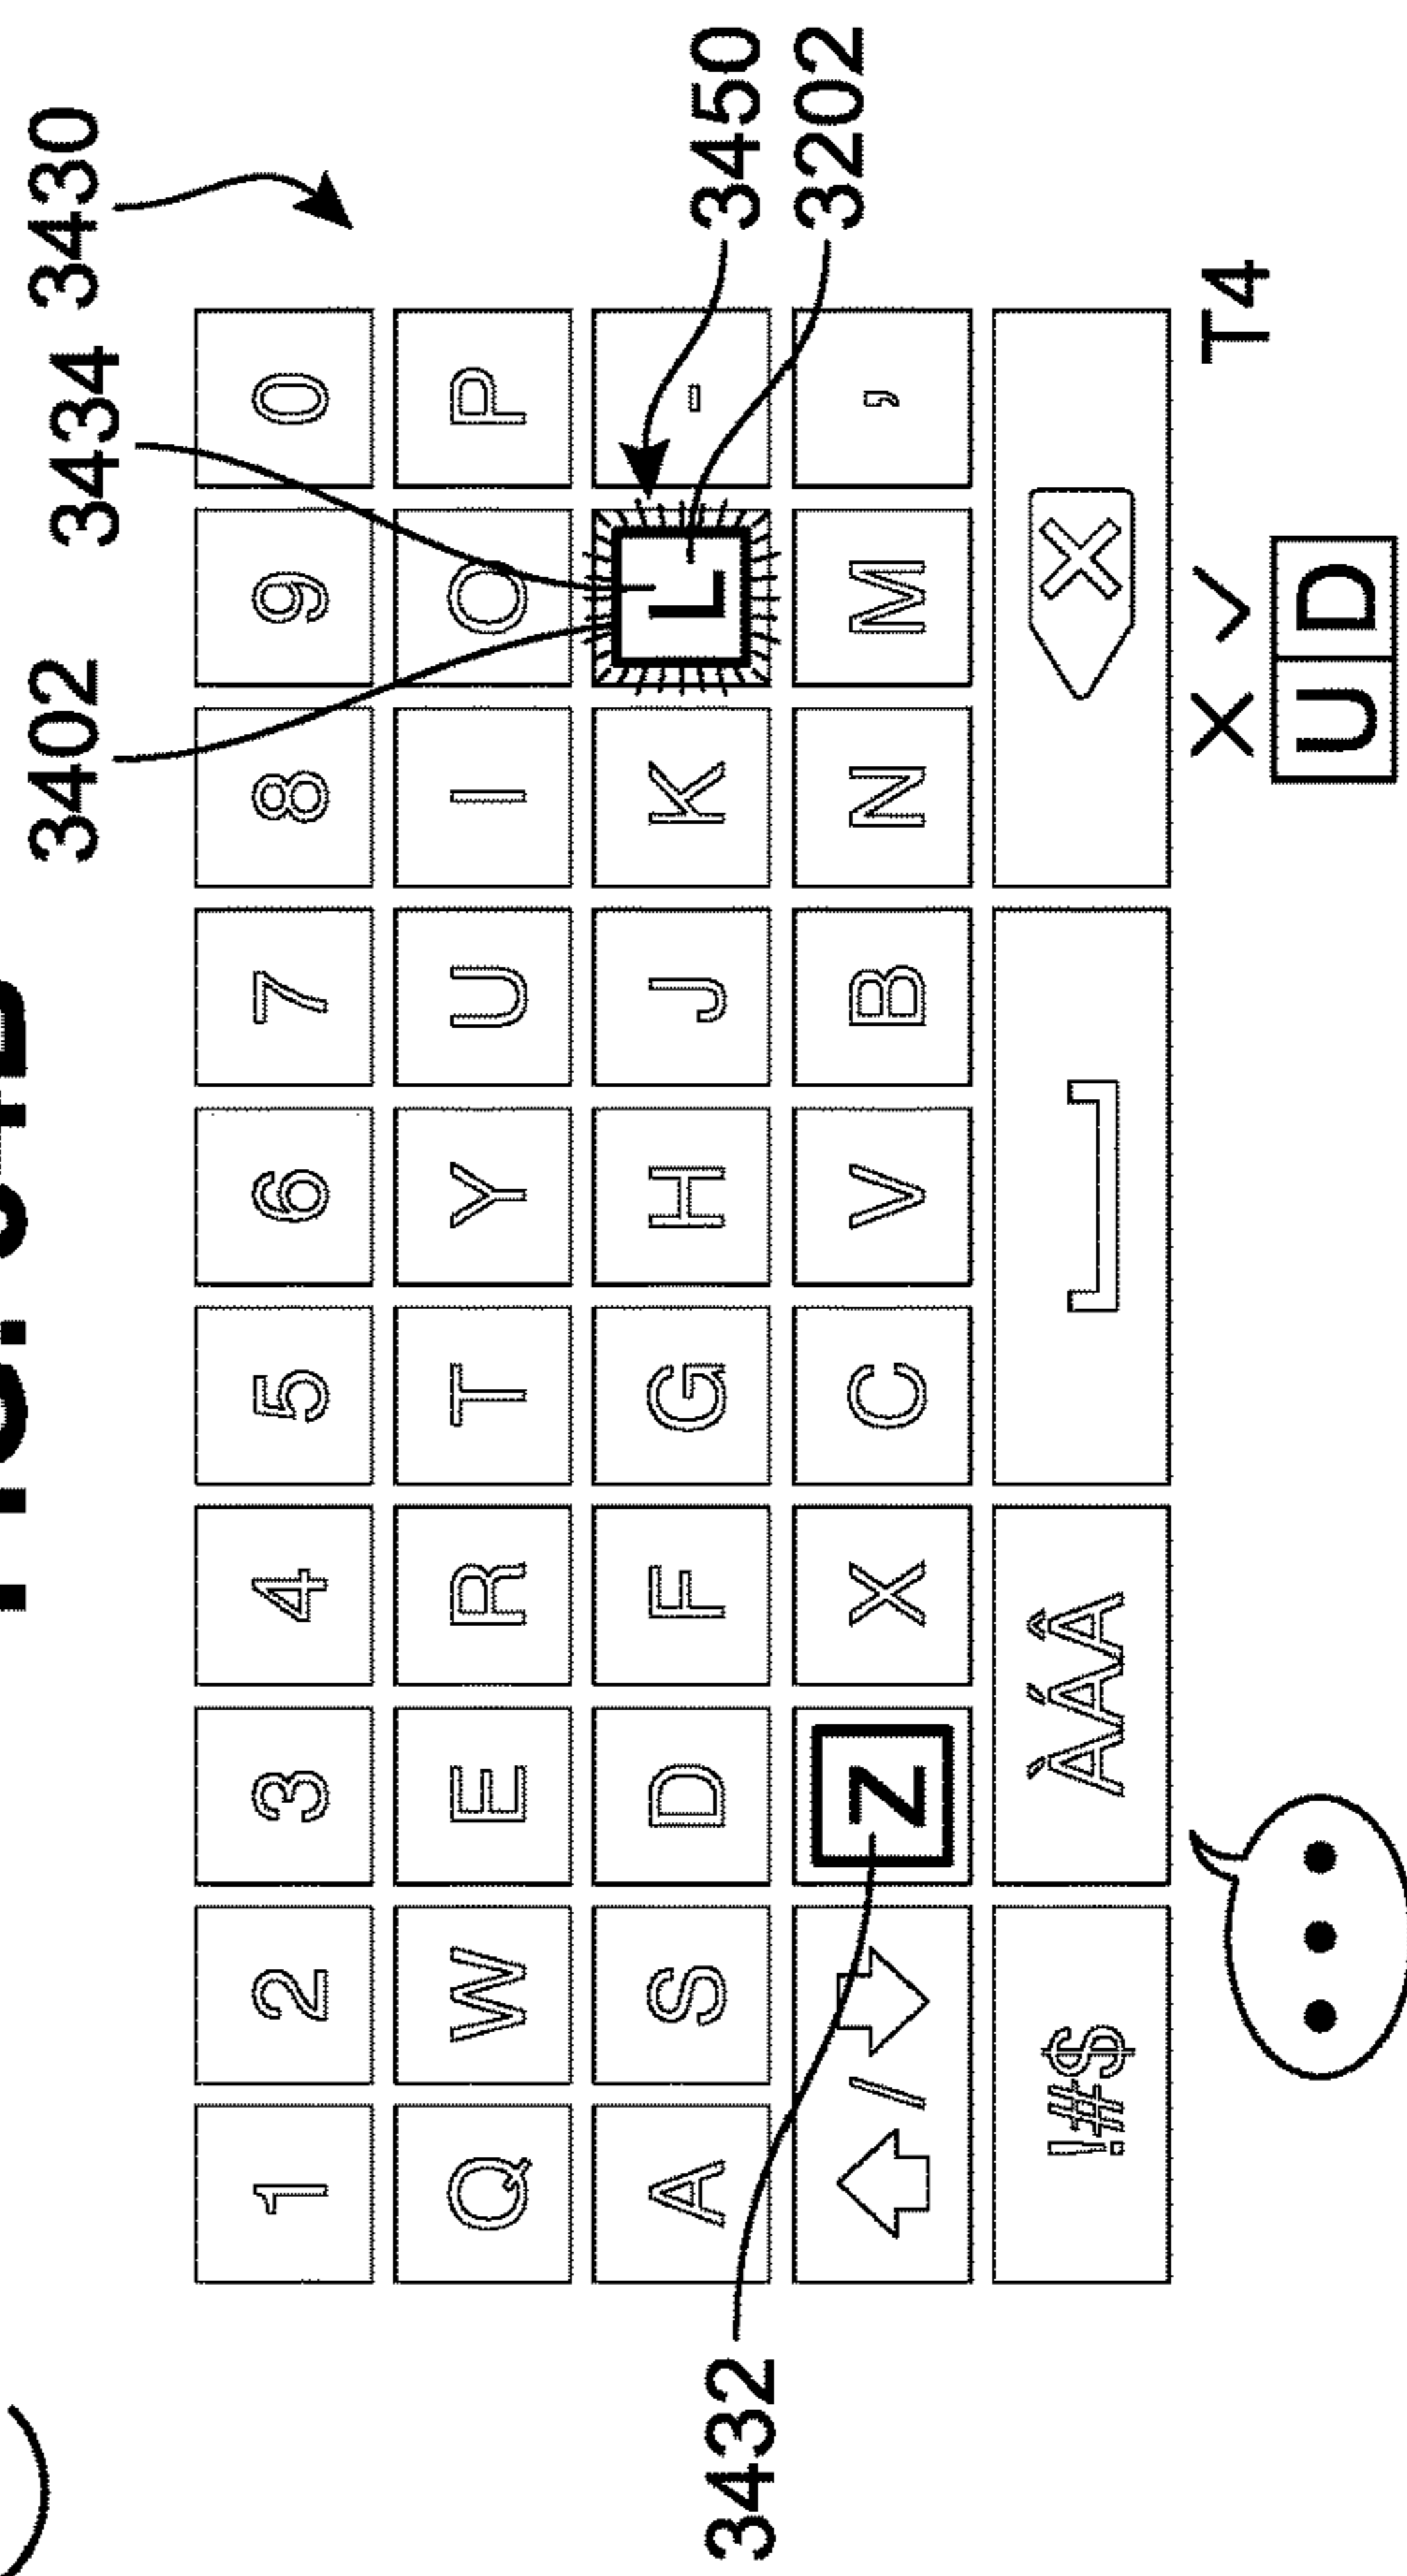 3402 3430
3434
1 2 3 4 5 6 7 8 9 0
Q W E R T Y U I O P
A S D F G H J K L - 3450
3432 / Z X C V B N M , 3202
!#$ ÀÁÂ
T4
U D